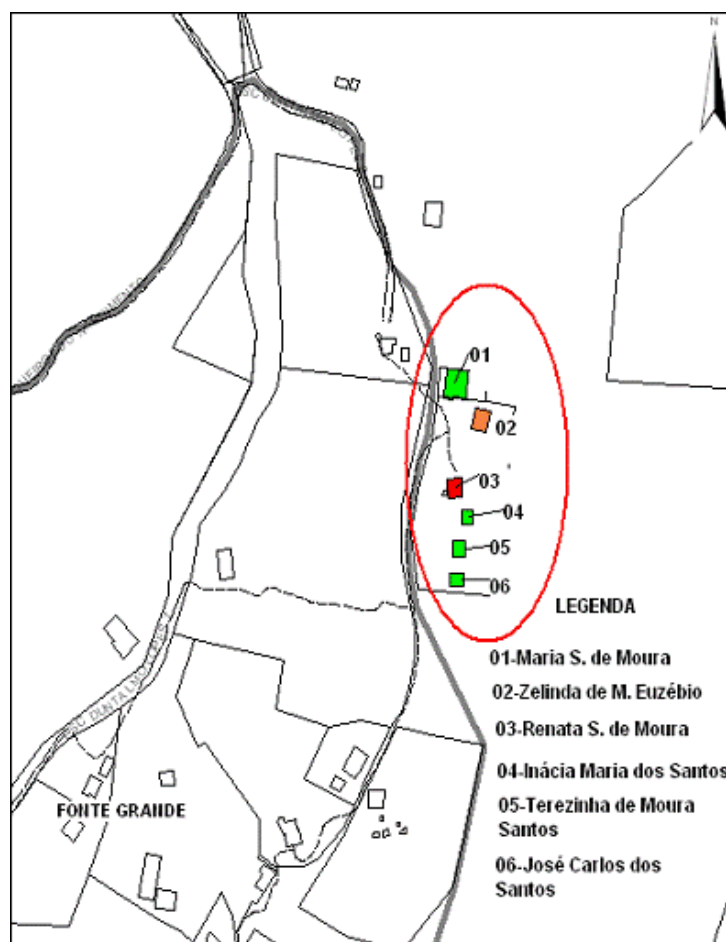 N
01
02
03
04
05
06
LEGENDA
01-Maria S. de Moura
02-Zelinda de M. Euzébio
03-Renata S. de Moura
04-Inácia Maria dos Santos
05-Terezinha de Moura
Santos
06-José Carlos dos
Santos
FONTE GRANDE